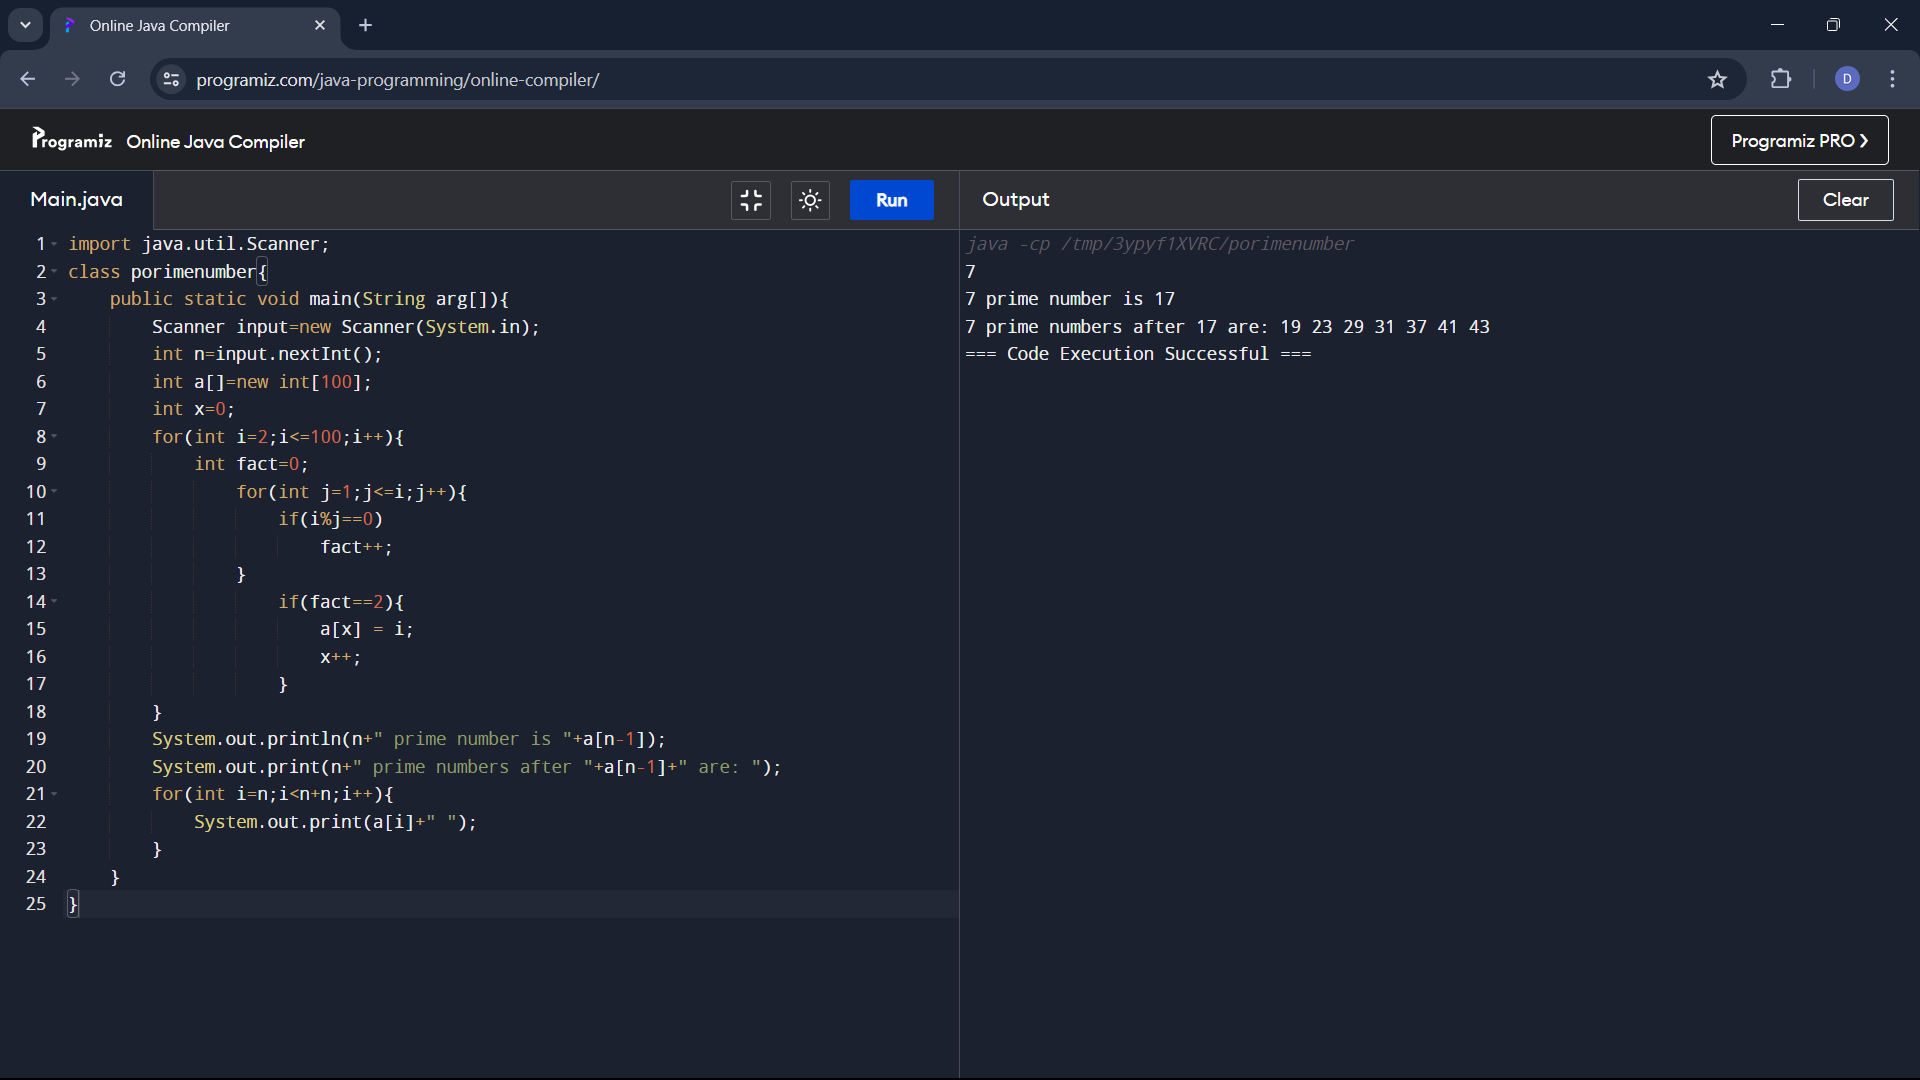 Online Java Compiler
programiz.com/java-programming/online-compiler/
D
Programiz Online Java Compiler
Programiz PRO
Main.java
Run
Output
Clear
1 import java.util.Scanner;
2 class porimenumber{
3     public static void main(String arg[]){
4         Scanner input=new Scanner(System.in);
5         int n=input.nextInt();
6         int a[]=new int[100];
7         int x=0;
8         for(int i=2;i<=100;i++){
9             int fact=0;
10                 for(int j=1;j<=i;j++){
11                     if(i%j==0)
12                         fact++;
13                 }
14                     if(fact==2){
15                         a[x] = i;
16                         x++;
17                     }
18         }
19         System.out.println(n+" prime number is "+a[n-1]);
20         System.out.print(n+" prime numbers after "+a[n-1]+" are: ");
21         for(int i=n;i<n+n;i++){
22             System.out.print(a[i]+" ");
23         }
24     }
25 }
java -cp /tmp/3ypyf1XVRC/porimenumber
7
7 prime number is 17
7 prime numbers after 17 are: 19 23 29 31 37 41 43
=== Code Execution Successful ===